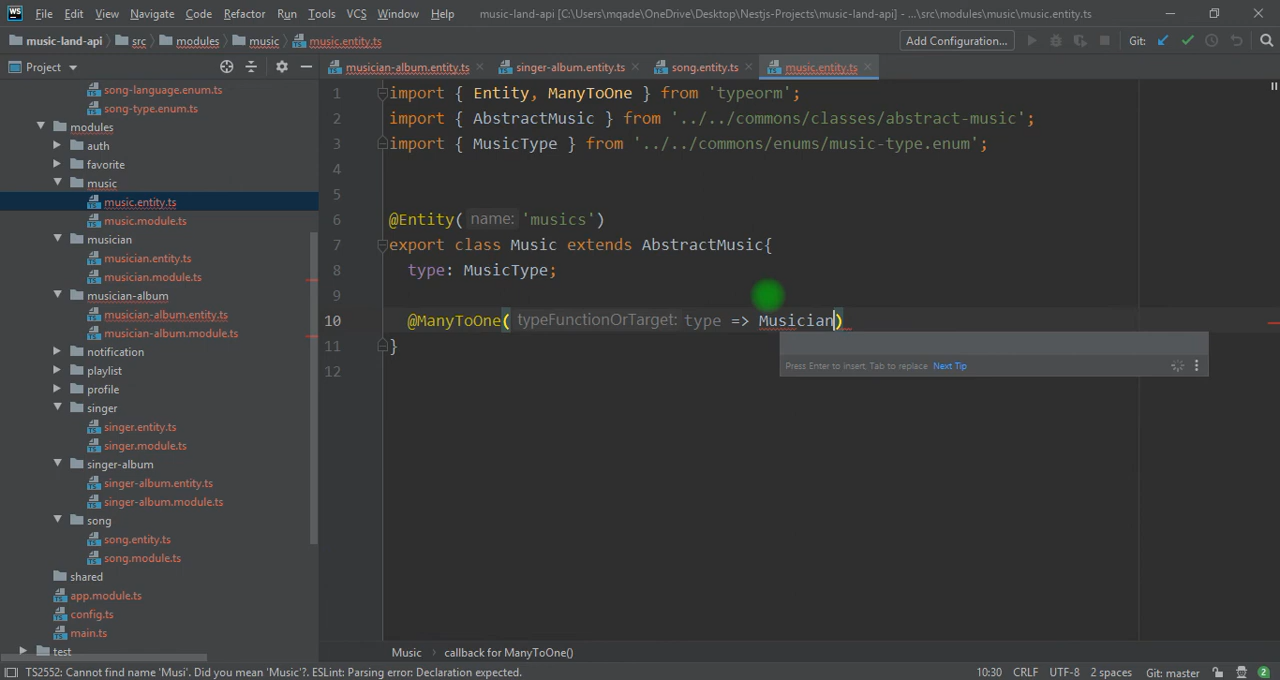 WS File Edit View Navigate Code Refactor Run Tools VCS Window Help music-land-api [C:\Users\mqade\OneDrive\Desktop\Nestjs-Projects\music-land-api] - ...\src\modules\music\music.entity.ts
music-land-api src modules music music.entity.ts Add Configuration... Git:
Project musician-album.entity.ts singer-album.entity.ts song.entity.ts music.entity.ts
song-language.enum.ts
song-type.enum.ts
modules
auth
favorite
music
music.entity.ts
music.module.ts
musician
musician.entity.ts
musician.module.ts
musician-album
musician-album.entity.ts
musician-album.module.ts
notification
playlist
profile
singer
singer.entity.ts
singer.module.ts
singer-album
singer-album.entity.ts
singer-album.module.ts
song
song.entity.ts
song.module.ts
shared
app.module.ts
config.ts
main.ts
test
1 import { Entity, ManyToOne } from 'typeorm';
2 import { AbstractMusic } from '../../commons/classes/abstract-music';
3 import { MusicType } from '../../commons/enums/music-type.enum';
4
5
6 @Entity( name: 'musics')
7 export class Music extends AbstractMusic{
8 type: MusicType;
9
10 @ManyToOne( typeFunctionOrTarget: type => Musician)
11 }
12
Press Enter to insert, Tab to replace Next Tip
Music callback for ManyToOne()
TS2552: Cannot find name 'Musi'. Did you mean 'Music'?. ESLint: Parsing error: Declaration expected. 10:30 CRLF UTF-8 2 spaces Git: master 2